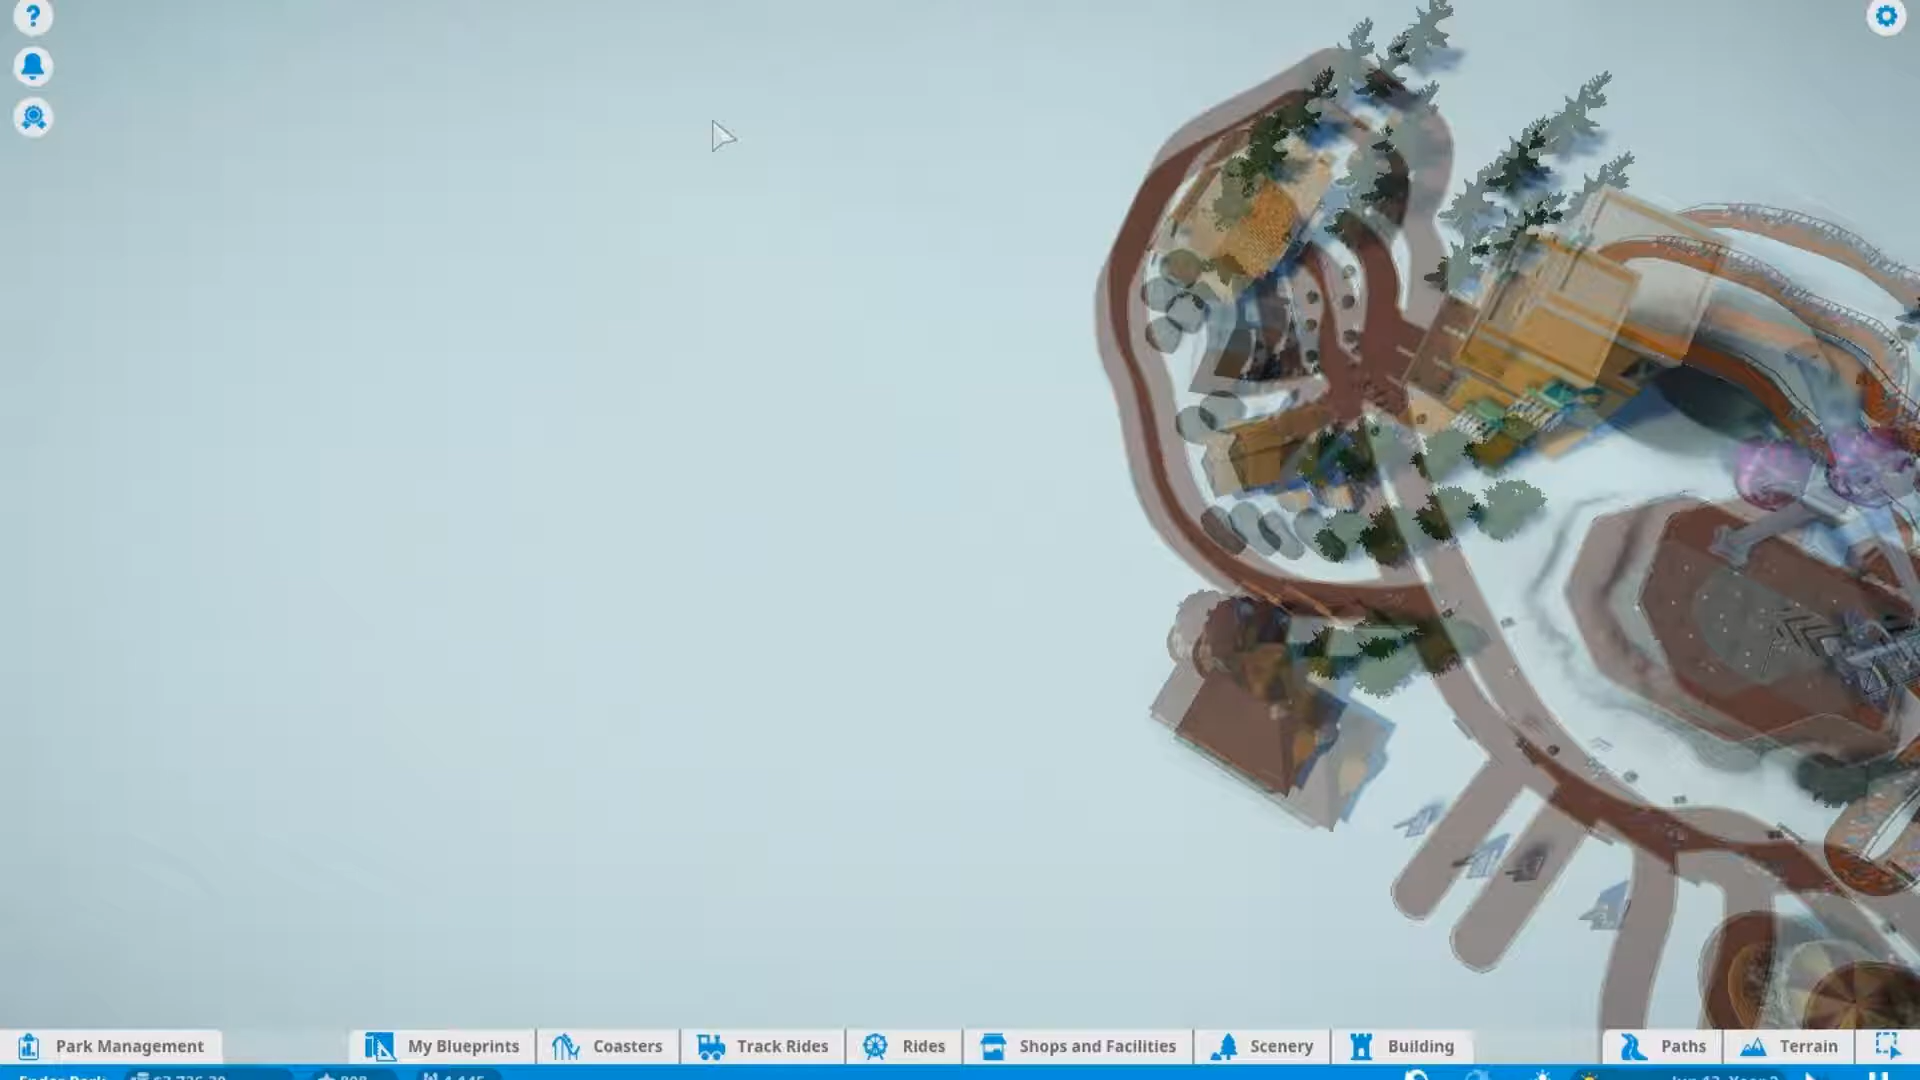 ?
Park Management
My Blueprints
Coasters
Track Rides
Rides
Shops and Facilities
Scenery
Building
Paths
Terrain